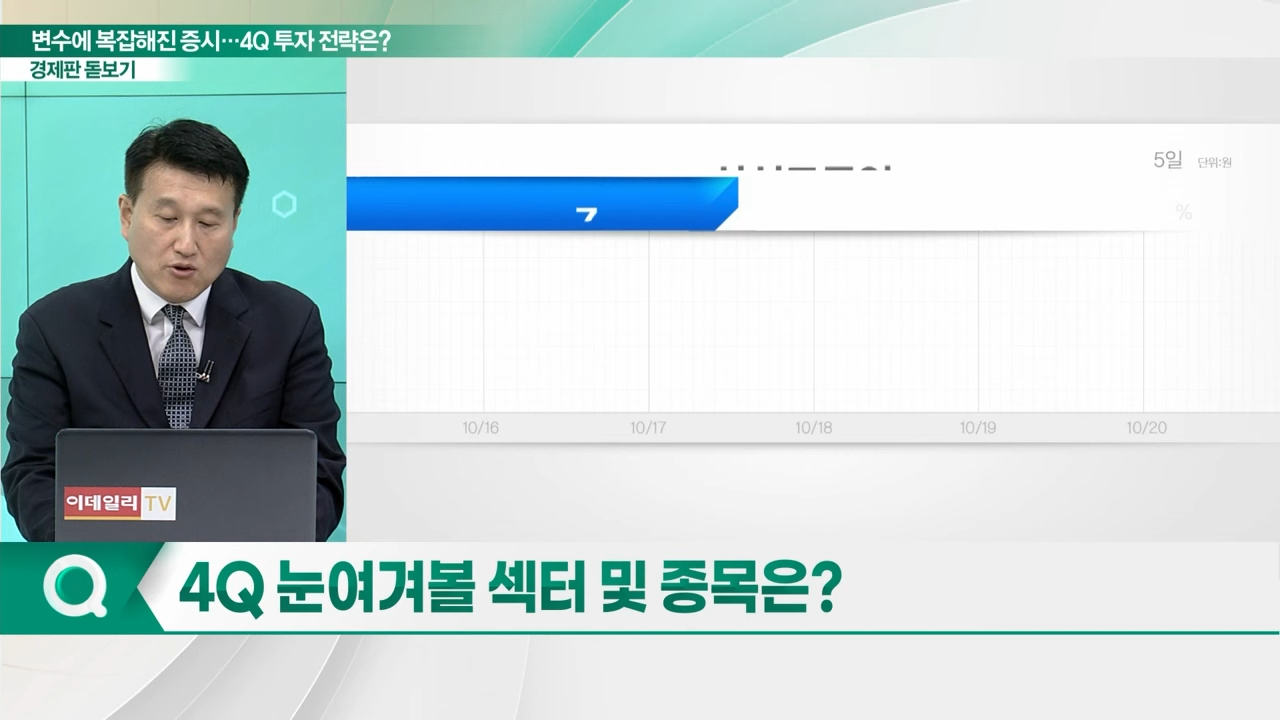 변수에 복잡해진 증시…4Q 투자 전략은?
경제판 돋보기
5일 단위:원
%
10/16 10/17 10/18 10/19 10/20
이데일리 TV
4Q 눈여겨볼 섹터 및 종목은?